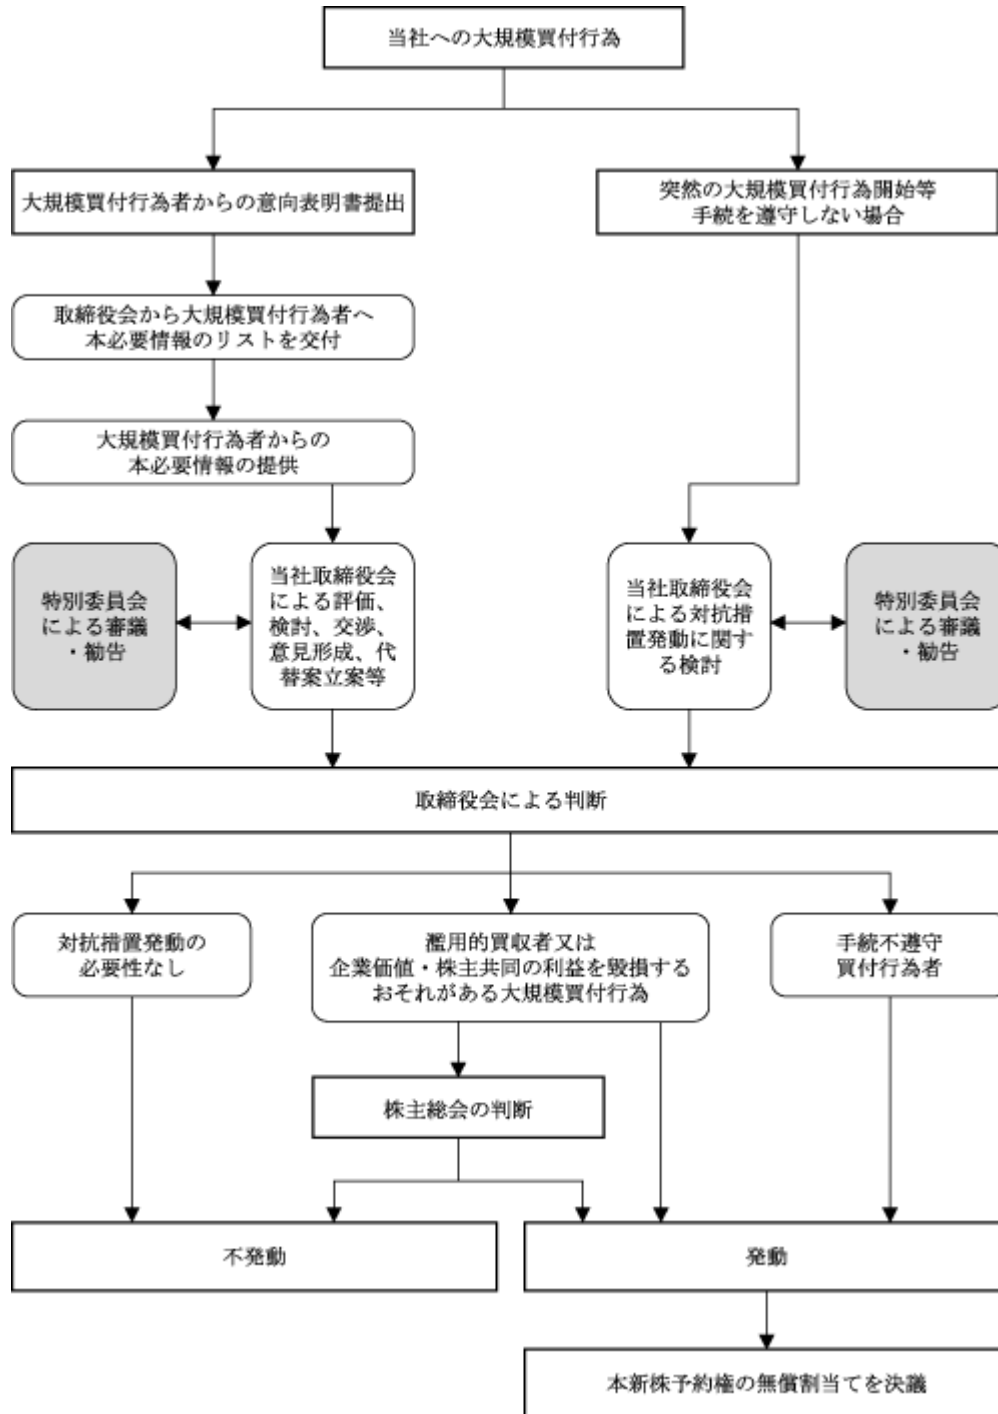 当社への大規模買付行為
大規模買付行為者からの意向表明書提出
突然の大規模買付行為開始等
手続を遵守しない場合
取締役会から大規模買付行為者へ
本必要情報のリストを交付
大規模買付行為者からの
本必要情報の提供
特別委員会
による審議
・勧告
当社取締役会
による評価、
検討、交渉、
意見形成、代
替案立案等
当社取締役会
による対抗措
置発動に関す
る検討
特別委員会
による審議
・勧告
取締役会による判断
対抗措置発動の
必要性なし
濫用的買収者又は
企業価値・株主共同の利益を毀損する
おそれがある大規模買付行為
手続不遵守
買付行為者
株主総会の判断
不発動
発動
本新株予約権の無償割当てを決議